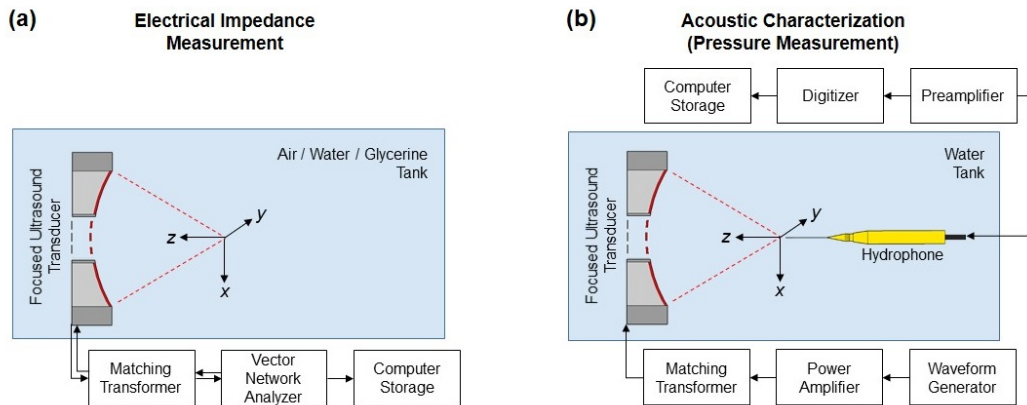 (a)
Electrical Impedance
Measurement
Air / Water / Glycerine
Tank
Focused Ultrasound
Transducer
z
y
x
Matching
Transformer
Vector
Network
Analyzer
Computer
Storage
(b)
Acoustic Characterization
(Pressure Measurement)
Computer
Storage
Digitizer
Preamplifier
Water
Tank
Focused Ultrasound
Transducer
z
y
x
Hydrophone
Matching
Transformer
Power
Amplifier
Waveform
Generator